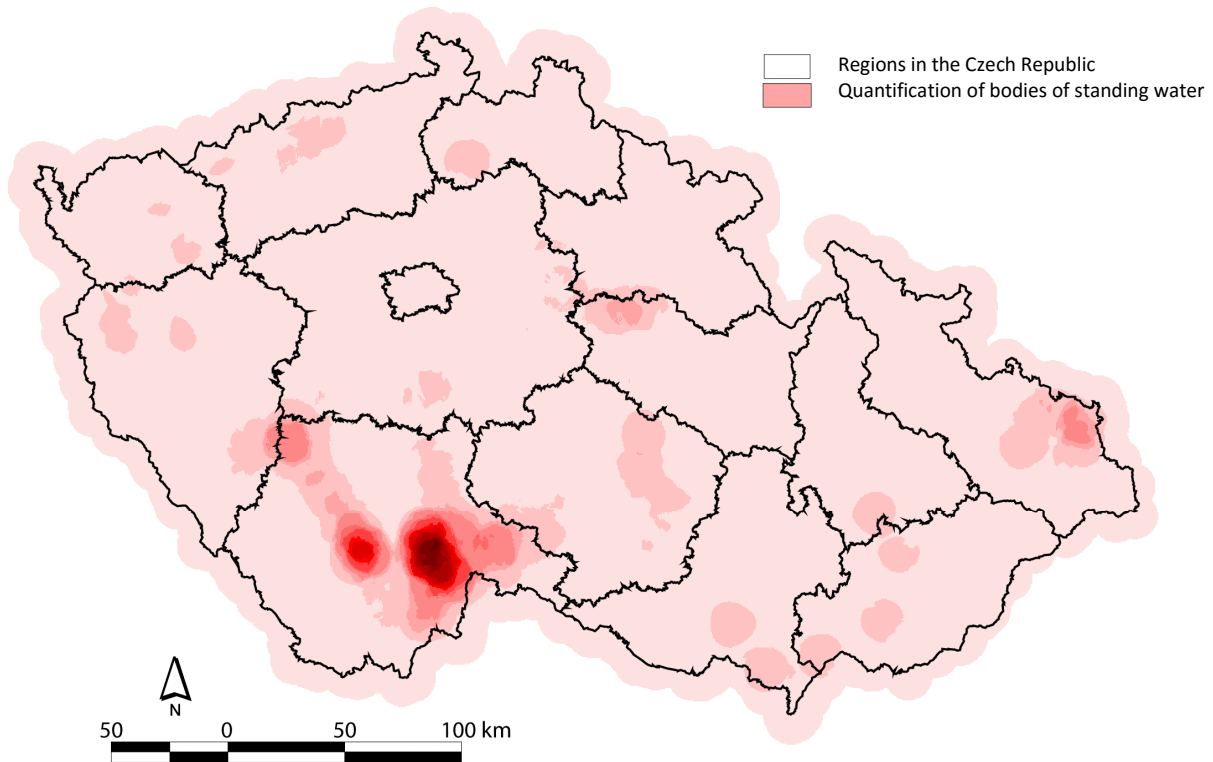 Regions in the Czech Republic
Quantification of bodies of standing water
N
50 0 50 100 km